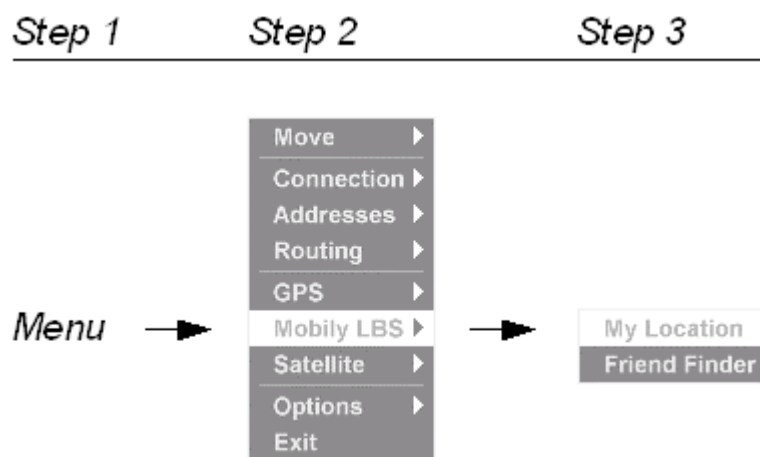 Step 1 Step 2 Step 3
Move
Connection
Addresses
Routing
GPS
Menu Mobily LBS My Location
Satellite Friend Finder
Options
Exit